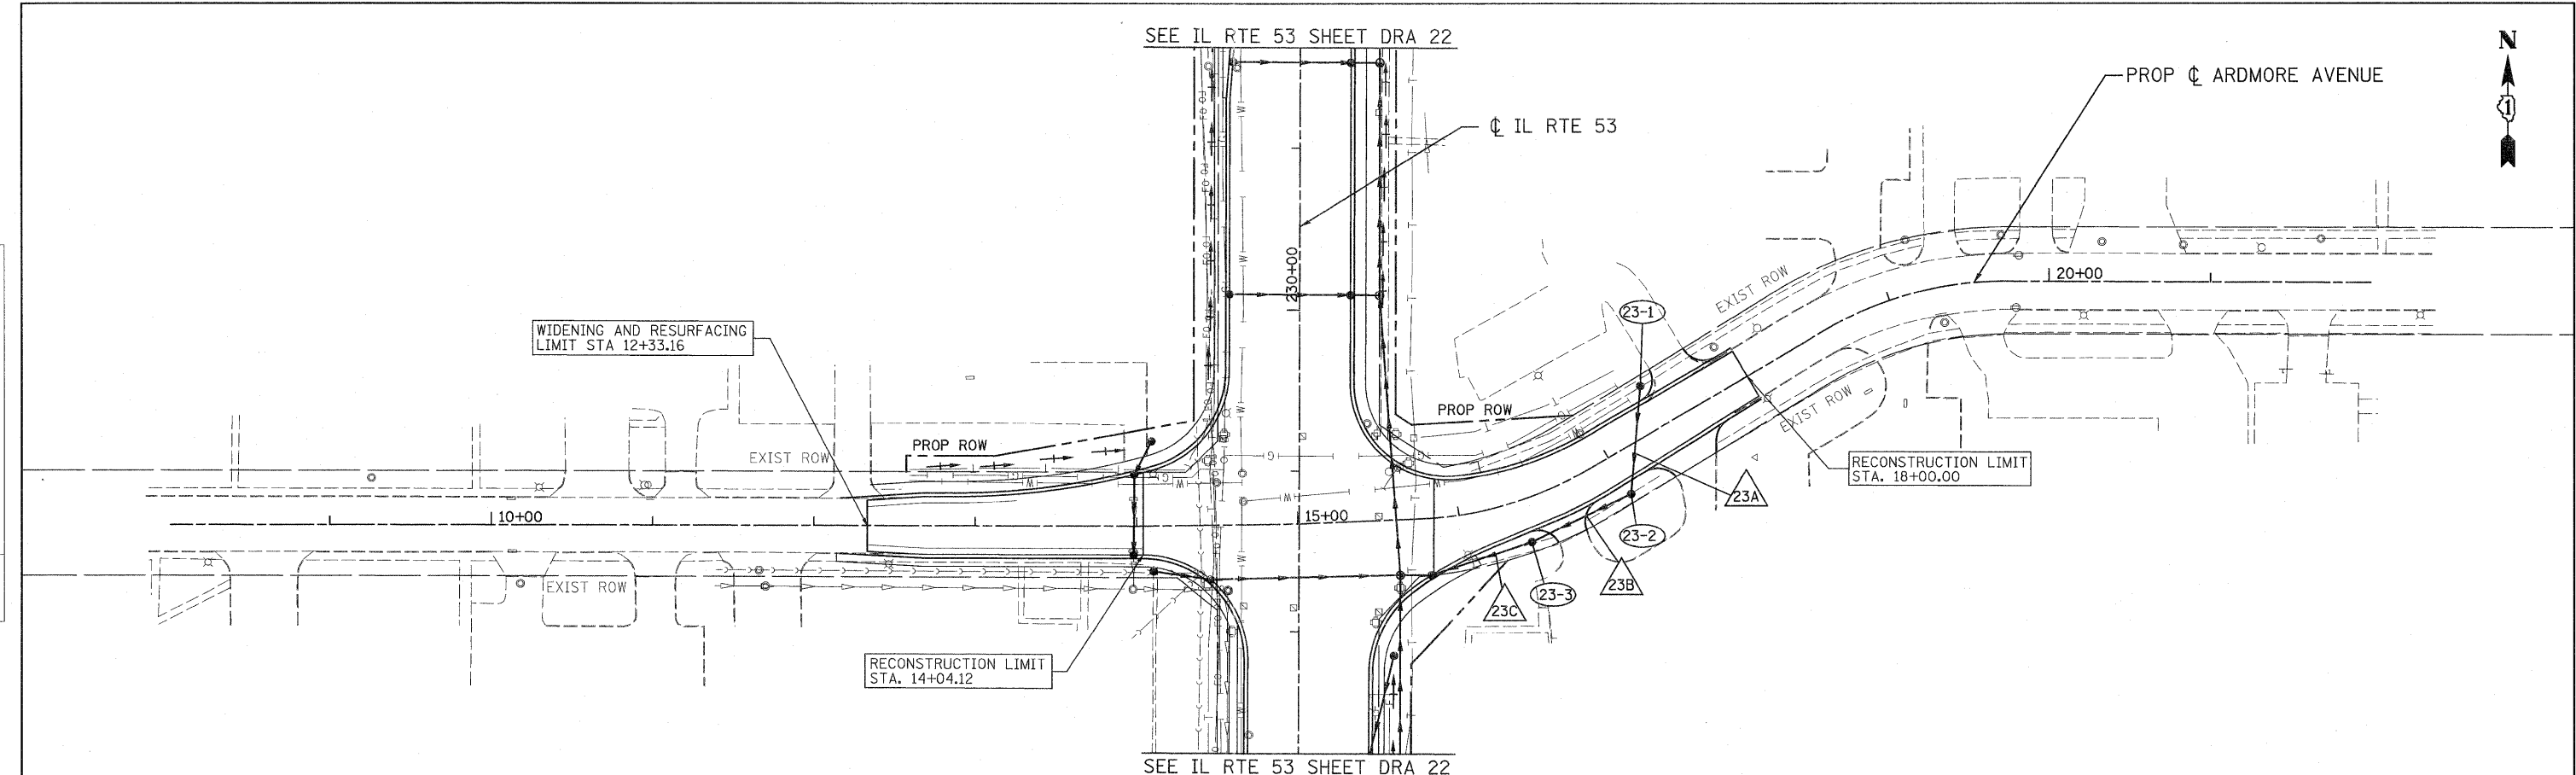 SEE IL RTE 53 SHEET DRA 22
N
1
PROP ℄ ARDMORE AVENUE
℄ IL RTE 53
230+00
20+00
EXIST ROW
23-1
WIDENING AND RESURFACING
LIMIT STA 12+33.16
PROP ROW
PROP ROW
EXIST ROW
EXIST ROW
RECONSTRUCTION LIMIT
STA. 18+00.00
23A
10+00
15+00
23-2
EXIST ROW
23B
23-3
23C
RECONSTRUCTION LIMIT
STA. 14+04.12
SEE IL RTE 53 SHEET DRA 22